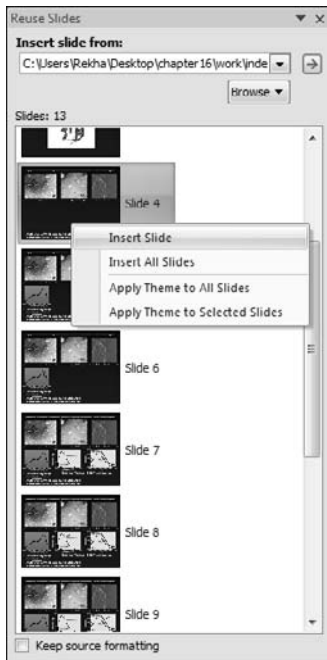 Reuse Slides
Insert slide from:
C:\Users\Rekha\Desktop\chapter16\work\inde
Browse
Slides: 13
Slide 4
Insert Slide
Insert All Slides
Apply Theme to All Slides
Apply Theme to Selected Slides
Slide 6
Slide 7
Slide 8
Slide 9
Keep source formatting